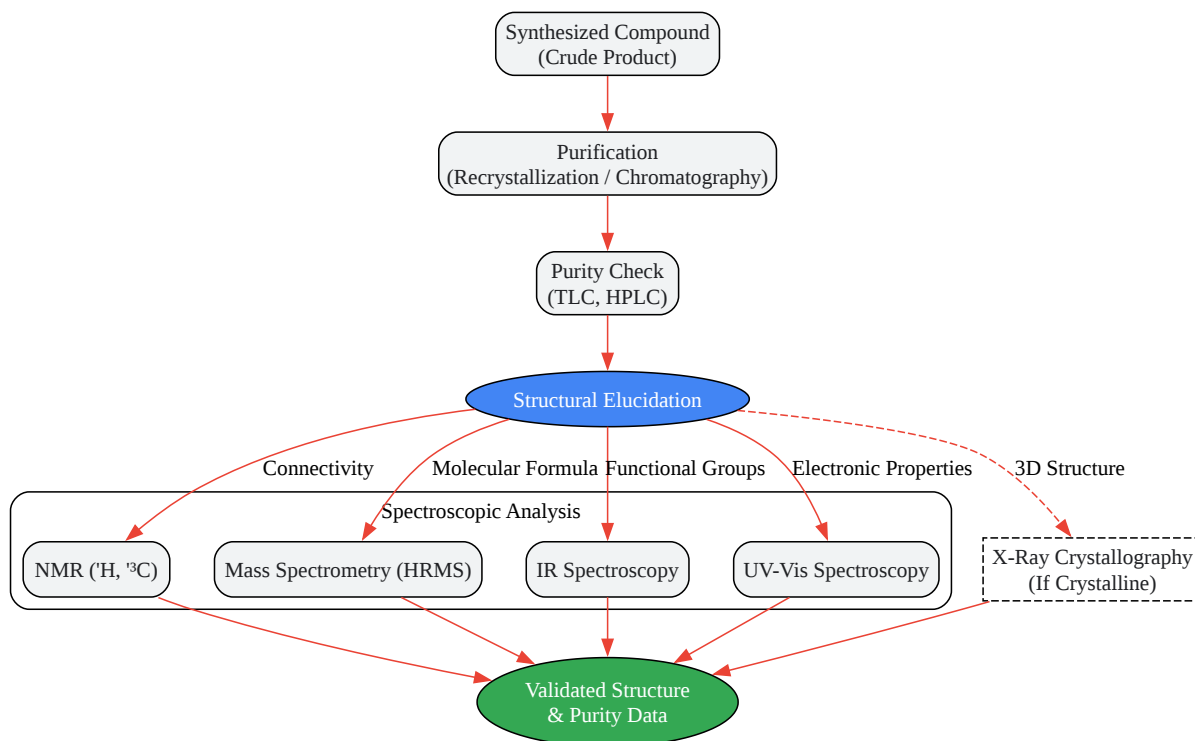 Synthesized Compound
(Crude Product)
Purification
(Recrystallization / Chromatography)
Purity Check
(TLC, HPLC)
Structural Elucidation
Connectivity
Molecular Formula
Functional Groups
Electronic Properties
3D Structure
Spectroscopic Analysis
NMR ('H, '³C)
Mass Spectrometry (HRMS)
IR Spectroscopy
UV-Vis Spectroscopy
X-Ray Crystallography
(If Crystalline)
Validated Structure
& Purity Data